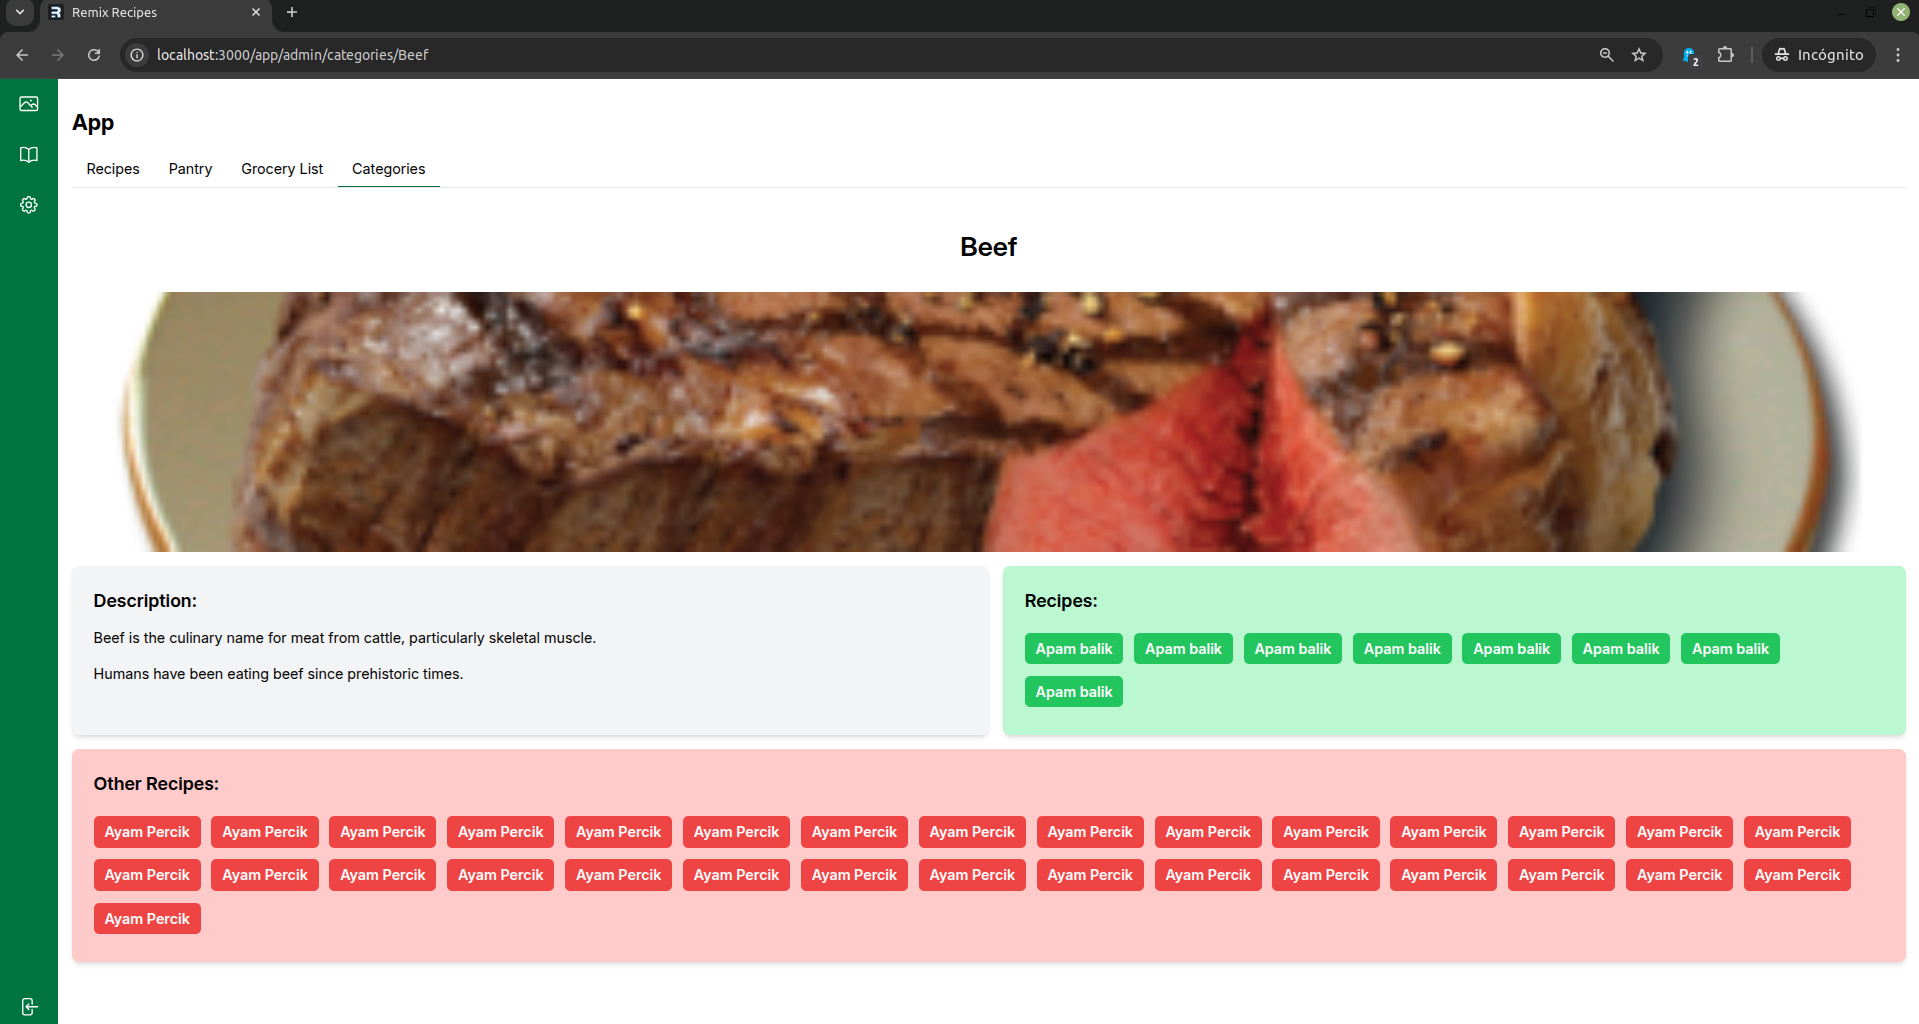 Remix Recipes
localhost:3000/app/admin/categories/Beef
2
Incógnito
App
Recipes Pantry Grocery List Categories
Beef
Description:
Beef is the culinary name for meat from cattle, particularly skeletal muscle.
Humans have been eating beef since prehistoric times.
Recipes:
Apam balik Apam balik Apam balik Apam balik Apam balik Apam balik Apam balik
Apam balik
Other Recipes:
Ayam Percik Ayam Percik Ayam Percik Ayam Percik Ayam Percik Ayam Percik Ayam Percik Ayam Percik Ayam Percik Ayam Percik Ayam Percik Ayam Percik Ayam Percik Ayam Percik Ayam Percik
Ayam Percik Ayam Percik Ayam Percik Ayam Percik Ayam Percik Ayam Percik Ayam Percik Ayam Percik Ayam Percik Ayam Percik Ayam Percik Ayam Percik Ayam Percik Ayam Percik Ayam Percik
Ayam Percik